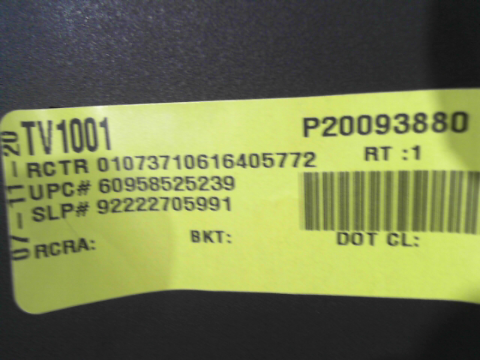 07-11-20
TV1001 P20093880
RCTR 01073710616405772 RT :1
UPC# 60958525239
SLP# 92222705991
RCRA: BKT: DOT CL: